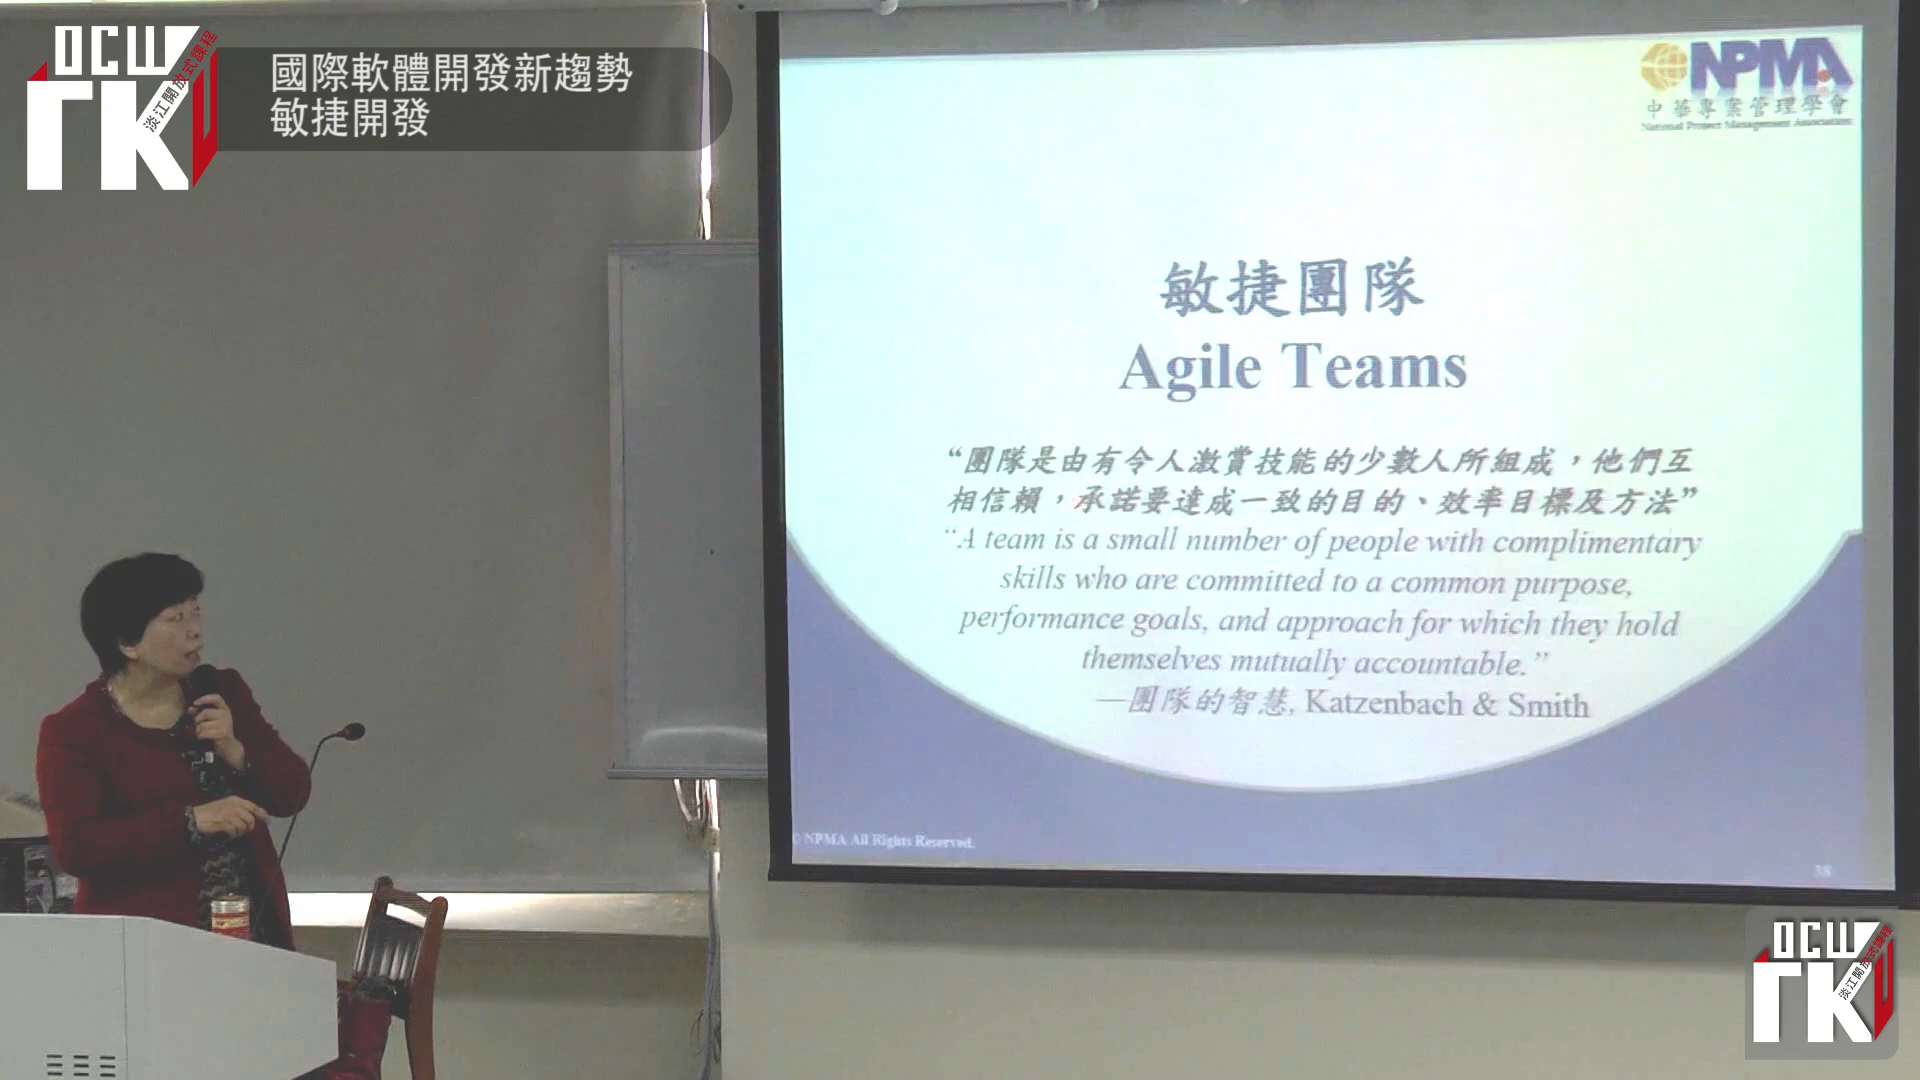 OCW
TKU
淡江開放式課程
國際軟體開發新趨勢
敏捷開發
NPMA
中華專案管理學會
National Project Management Association
敏捷團隊
Agile Teams
“團隊是由有令人激賞技能的少數人所組成，他們互
相信賴，承諾要達成一致的目的、效率目標及方法”
“A team is a small number of people with complimentary
skills who are committed to a common purpose,
performance goals, and approach for which they hold
themselves mutually accountable.”
—團隊的智慧, Katzenbach & Smith
© NPMA All Rights Reserved.
38
OCW
TKU
淡江開放式課程